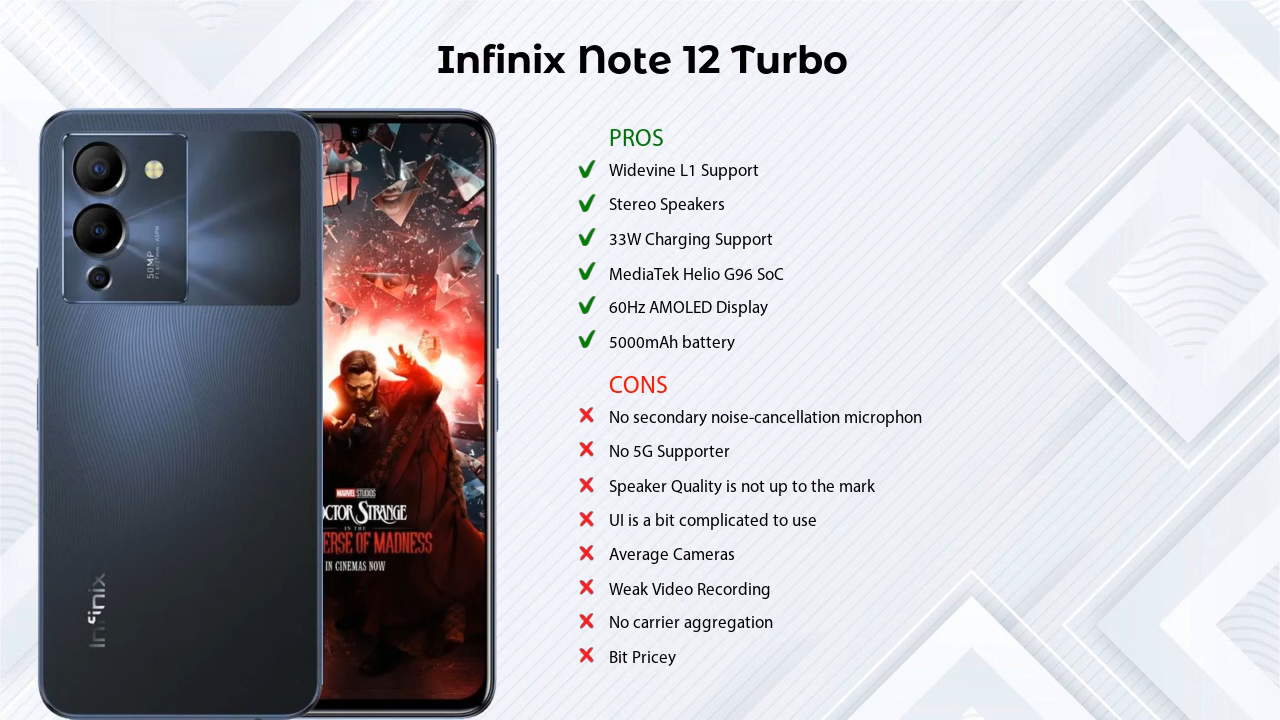 Infinix Note 12 Turbo
50MP
Infinix
MARVEL STUDIOS
OCTOR STRANGE
IN THE
ERSE OF MADNESS
IN CINEMAS NOW
PROS
Widevine L1 Support
Stereo Speakers
33W Charging Support
MediaTek Helio G96 SoC
60Hz AMOLED Display
5000mAh battery
CONS
No secondary noise-cancellation microphon
No 5G Supporter
Speaker Quality is not up to the mark
UI is a bit complicated to use
Average Cameras
Weak Video Recording
No carrier aggregation
Bit Pricey